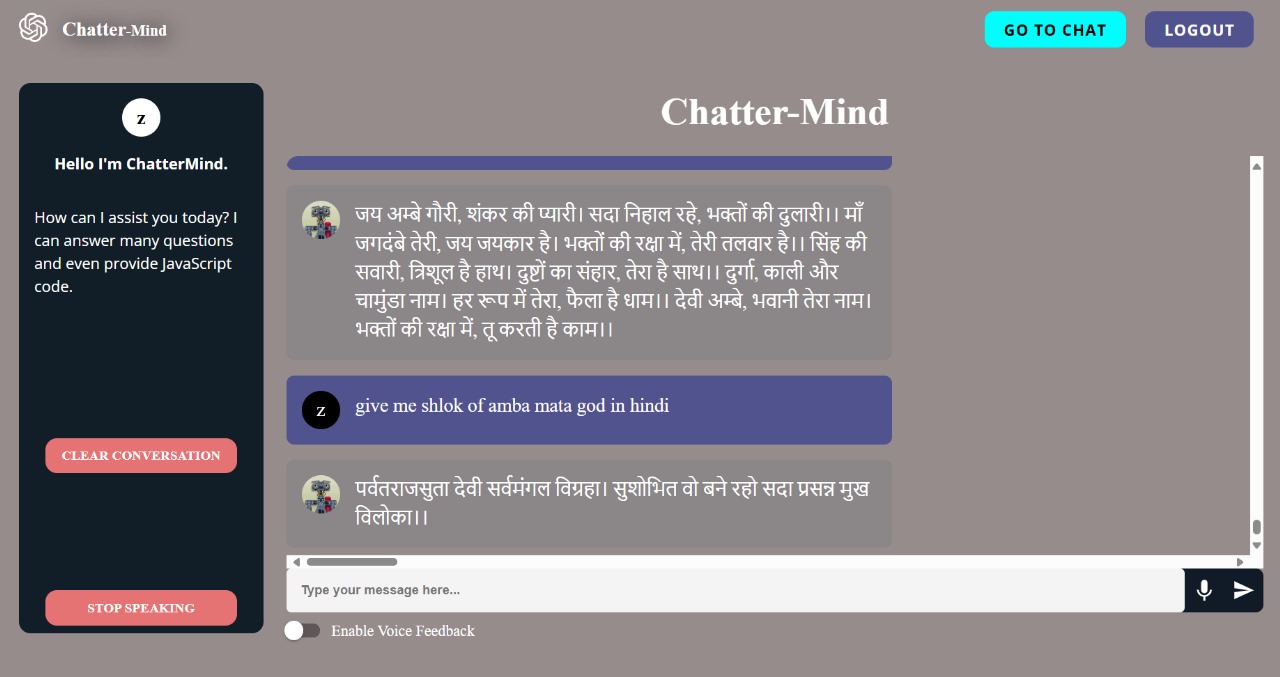 Chatter-Mind
GO TO CHAT
LOGOUT
z
Hello I'm ChatterMind.
How can I assist you today? I
can answer many questions
and even provide JavaScript
code.
CLEAR CONVERSATION
STOP SPEAKING
Chatter-Mind
जय अम्बे गौरी, शंकर की प्यारी। सदा निहाल रहे, भक्तों की दुलारी।। माँ
जगदंबे तेरी, जय जयकार है। भक्तों की रक्षा में, तेरी तलवार है।। सिंह की
सवारी, त्रिशूल है हाथ। दुष्टों का संहार, तेरा है साथ।। दुर्गा, काली और
चामुंडा नाम। हर रूप में तेरा, फैला है धाम।। देवी अम्बे, भवानी तेरा नाम।
भक्तों की रक्षा में, तू करती है काम।।
z
give me shlok of amba mata god in hindi
पर्वतराजसुता देवी सर्वमंगल विग्रहा। सुशोभित वो बने रहो सदा प्रसन्न मुख
विलोका।।
Type your message here...
Enable Voice Feedback